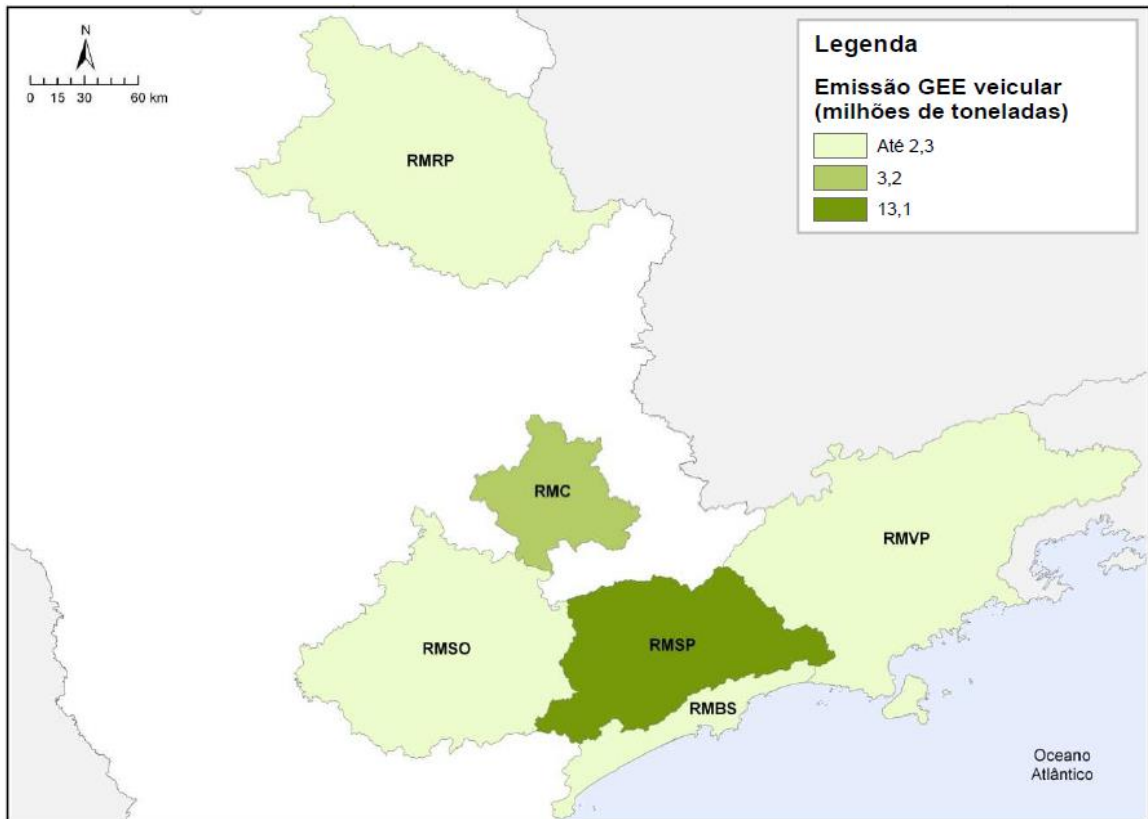 N
0 15 30 60 km
Legenda
Emissão GEE veicular
(milhões de toneladas)
Até 2,3
3,2
13,1
RMRP
RMC
RMVP
RMSO
RMSP
RMBS
Oceano
Atlântico